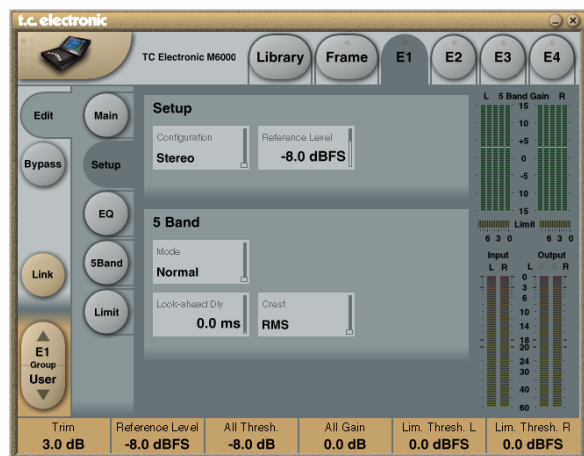 t.c. electronic
TC Electronic M6000
Library
Frame
E1
E2
E3
E4
Edit
Bypass
Link
E1
Group
User
Main
Setup
EQ
5Band
Limit
Setup
Configuration
Stereo
Reference Level
-8.0 dBFS
5 Band
Mode
Normal
Look-ahead Dly
0.0 ms
Crest
RMS
L 5 Band Gain R
15
10
+5
0
-5
10
15
Limit
6 3 0 6 3 0
Input Output
L R L R
0
3
6
10
14
18
20
24
30
40
60
Trim
3.0 dB
Reference Level
-8.0 dBFS
All Thresh.
-8.0 dB
All Gain
0.0 dB
Lim. Thresh. L
0.0 dBFS
Lim. Thresh. R
0.0 dBFS